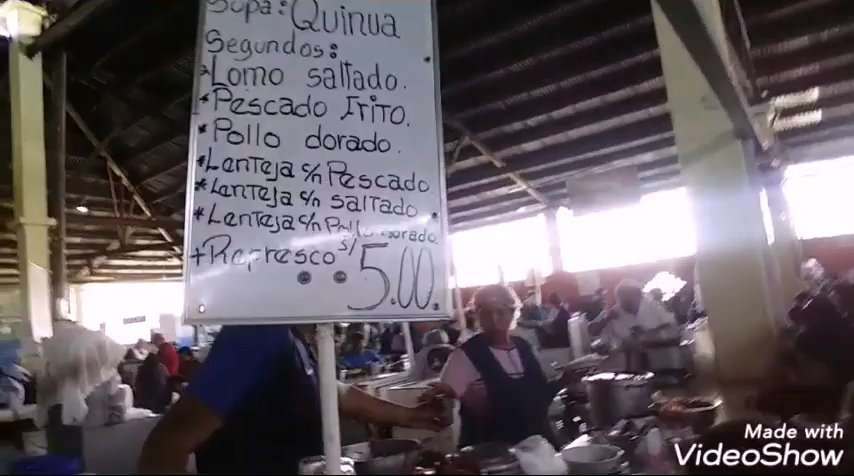 Sopa: Quinua
Segundos:
*Lomo saltado.
*Pescado frito.
*Pollo dorado.
*Lenteja c/n Pescado
*Lenteja c/n saltado.
*Lenteja c/n Pollo dorado.
+Refresco S/ 5.00
Made with
VideoShow